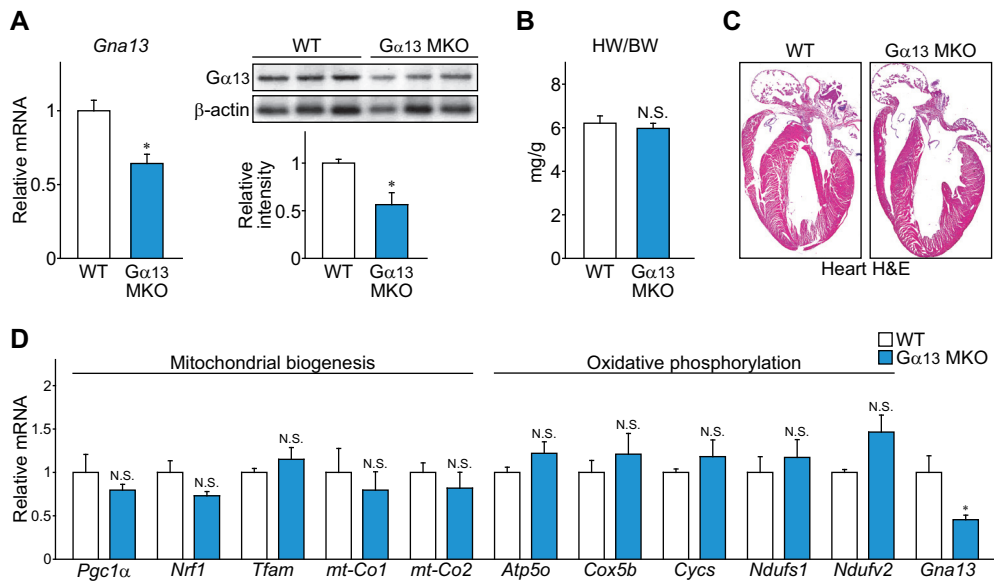 A
Gna13
Relative mRNA
1
0.5
0
*
WT
Gα13
MKO
WT
Gα13 MKO
Gα13
β-actin
Relative
intensity
1
0.5
0
*
WT
Gα13
MKO
B
HW/BW
mg/g
8
6
4
2
0
N.S.
WT
Gα13
MKO
C
WT
Gα13 MKO
Heart H&E
D
WT
Gα13 MKO
Mitochondrial biogenesis
Oxidative phosphorylation
Relative mRNA
2
1.5
1
0.5
0
N.S.
N.S.
N.S.
N.S.
N.S.
N.S.
N.S.
N.S.
N.S.
N.S.
*
Pgc1α
Nrf1
Tfam
mt-Co1
mt-Co2
Atp5o
Cox5b
Cycs
Ndufs1
Ndufv2
Gna13